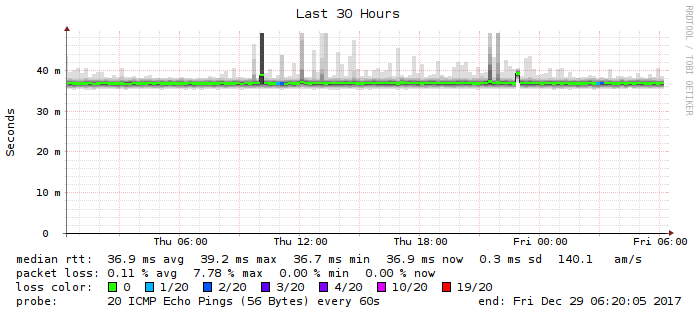 Last 30 Hours
RRDTOOL / TOBI OETIKER
Seconds
40 m
30 m
20 m
10 m
0
Thu 06:00 Thu 12:00 Thu 18:00 Fri 00:00 Fri 06:00
median rtt: 36.9 ms avg 39.2 ms max 36.7 ms min 36.9 ms now 0.3 ms sd 140.1 am/s
packet loss: 0.11 % avg 7.78 % max 0.00 % min 0.00 % now
loss color: 0 1/20 2/20 3/20 4/20 10/20 19/20
probe: 20 ICMP Echo Pings (56 Bytes) every 60s end: Fri Dec 29 06:20:05 2017